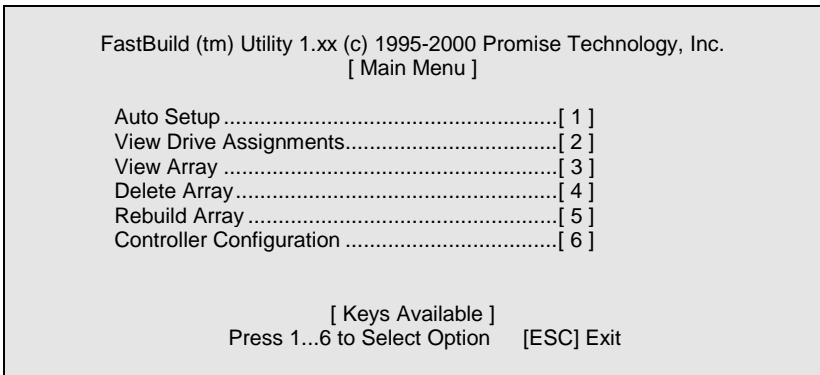 FastBuild (tm) Utility 1.xx (c) 1995-2000 Promise Technology, Inc.
[ Main Menu ]
Auto Setup ......................................................[ 1 ]
View Drive Assignments..................................[ 2 ]
View Array ......................................................[ 3 ]
Delete Array....................................................[ 4 ]
Rebuild Array ..................................................[ 5 ]
Controller Configuration ..................................[ 6 ]
[ Keys Available ]
Press 1...6 to Select Option [ESC] Exit